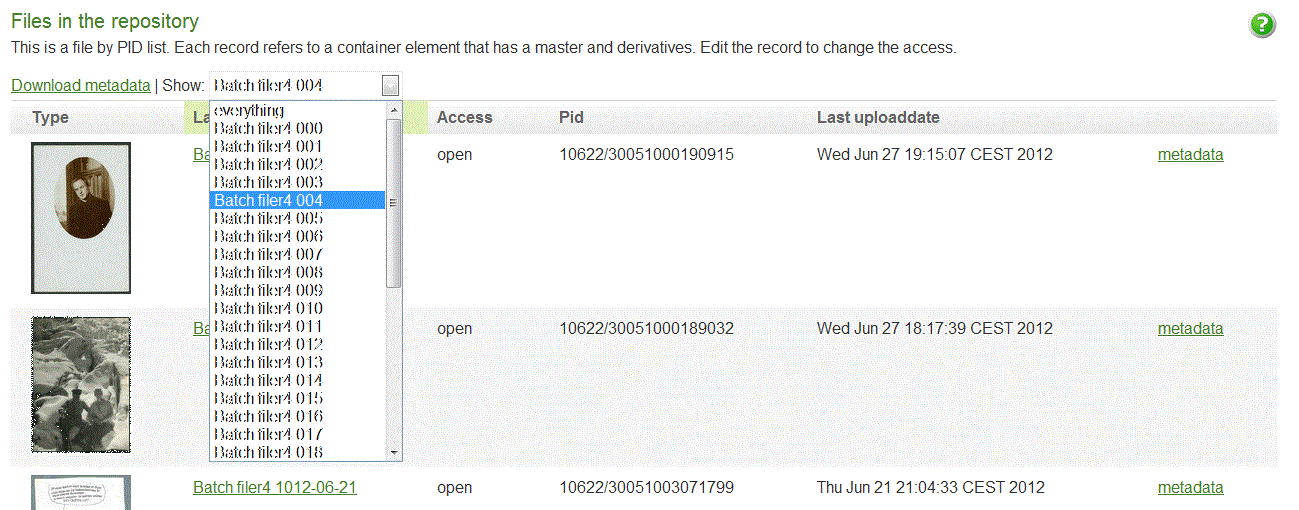 Files in the repository
This is a file by PID list. Each record refers to a container element that has a master and derivatives. Edit the record to change the access.
Download metadata | Show: Batch filer4 004
Type La Access Pid Last uploaddate
everything
Batch filer4 000
Batch filer4 001
Ba open 10622/30051000190915 Wed Jun 27 19:15:07 CEST 2012 metadata
Batch filer4 002
Batch filer4 003
Batch filer4 004
Batch filer4 005
Batch filer4 006
Batch filer4 007
Batch filer4 008
Batch filer4 009
Batch filer4 010
Batch filer4 011
Ba open 10622/30051000189032 Wed Jun 27 18:17:39 CEST 2012 metadata
Batch filer4 012
Batch filer4 013
Batch filer4 014
Batch filer4 015
Batch filer4 016
Batch filer4 017
Batch filer4 018
Batch filer4 1012-06-21 open 10622/30051003071799 Thu Jun 21 21:04:33 CEST 2012 metadata